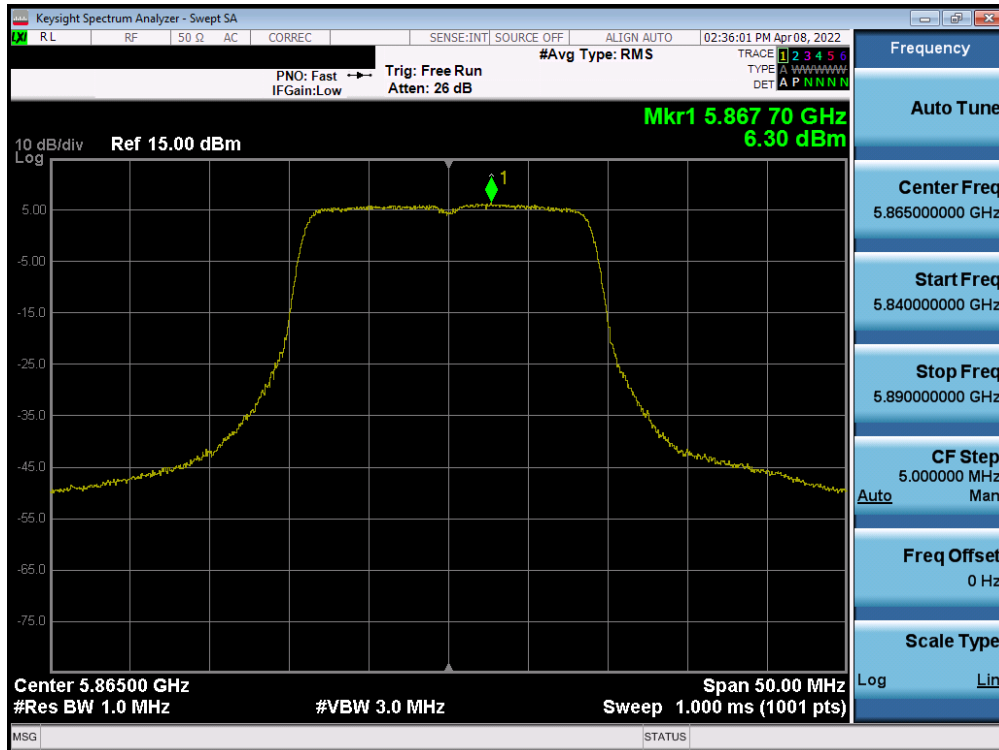 Keysight Spectrum Analyzer - Swept SA
LXI RL RF 50 Ω AC CORREC SENSE:INT SOURCE OFF ALIGN AUTO 02:36:01 PM Apr 08, 2022
#Avg Type: RMS TRACE 1 2 3 4 5 6
PNO: Fast Trig: Free Run TYPE A WWWWW
IFGain:Low Atten: 26 dB DET A P N N N N
Mkr1 5.867 70 GHz
6.30 dBm
10 dB/div Ref 15.00 dBm
Log
1
5.00
-5.00
-15.0
-25.0
-35.0
-45.0
-55.0
-65.0
-75.0
Center 5.86500 GHz Span 50.00 MHz
#Res BW 1.0 MHz #VBW 3.0 MHz Sweep 1.000 ms (1001 pts)
MSG STATUS
Frequency
Auto Tune
Center Freq
5.865000000 GHz
Start Freq
5.840000000 GHz
Stop Freq
5.890000000 GHz
CF Step
5.000000 MHz
Auto Man
Freq Offset
0 Hz
Scale Type
Log Lin